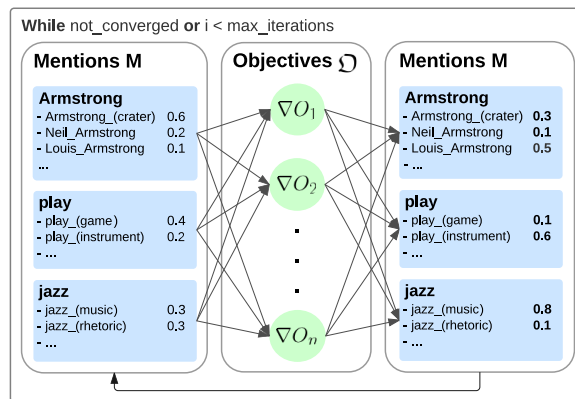 While not_converged or i < max_iterations
Mentions M
Armstrong
- Armstrong_(crater) 0.6
- Neil_Armstrong 0.2
- Louis_Armstrong 0.1
...
play
- play_(game) 0.4
- play_(instrument) 0.2
- ...
jazz
- jazz_(music) 0.3
- jazz_(rhetoric) 0.3
- ...
Objectives 𝔒
∇O₁
∇O₂
.
.
.
∇Oₙ
Mentions M
Armstrong
- Armstrong_(crater) 0.3
- Neil_Armstrong 0.1
- Louis_Armstrong 0.5
...
play
- play_(game) 0.1
- play_(instrument) 0.6
- ...
jazz
- jazz_(music) 0.8
- jazz_(rhetoric) 0.1
- ...